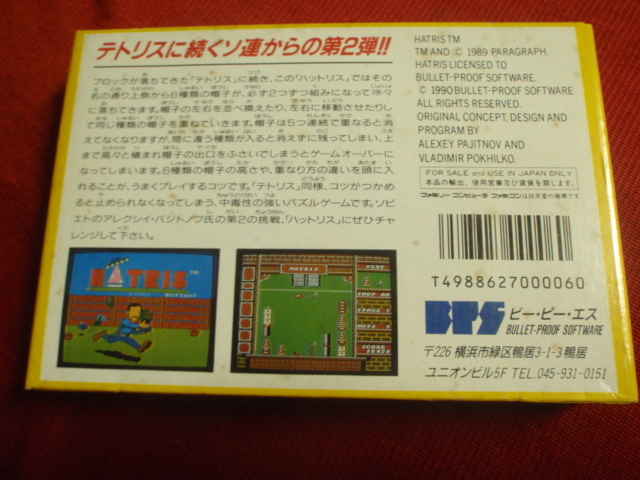 テトリスに続くソ連からの第2弾!!
ブロックが落ちてきた「テトリス」に続き、この「ハットリス」ではその
名の通り上側から6種類の帽子が、必ず2つずつ組みになって徐々
に落ちてきます。帽子の左右を並べ換えたり、左右に移動させたりし
て同じ種類の帽子を重ねていきます。帽子は5つ連続で重なると消
えてなくなりますが、間に違う種類が入ると消えずに残ってしまい、上
まで高々と積まれ帽子の出口をふさいでしまうとゲームオーバーに
なってしまいます。6種類の帽子の高さや、重なり方の違いを頭に入
れることが、うまくプレイするコツです。「テトリス」同様、コツがつかめ
ると止められなくなってしまう、中毒性の強いパズルゲームです。ソビ
エトのアレクシイ・パジトノフ氏の第2の挑戦、「ハットリス」にぜひチャ
レンジして下さい。
HATRIS TM
TM AND © 1989 PARAGRAPH.
HATRIS LICENSED TO
BULLET-PROOF SOFTWARE.
© 1990 BULLET-PROOF SOFTWARE
ALL RIGHTS RESERVED.
ORIGINAL CONCEPT, DESIGN AND
PROGRAM BY
ALEXEY PAJITNOV AND
VLADIMIR POKHILKO.
FOR SALE and USE IN JAPAN ONLY
本品の輸出、使用営業及び賃貸を禁じます。
ファミリー コンピュータ ファミコンは任天堂の商標です。
T4988627000060
BPS ビー・ピー・エス
BULLET-PROOF SOFTWARE
〒226 横浜市緑区鴨居3-1-3 鴨居
ユニオンビル5F TEL.045-931-0151
HATRIS TM
HATRIS
NEXT
STAGE
SCORE